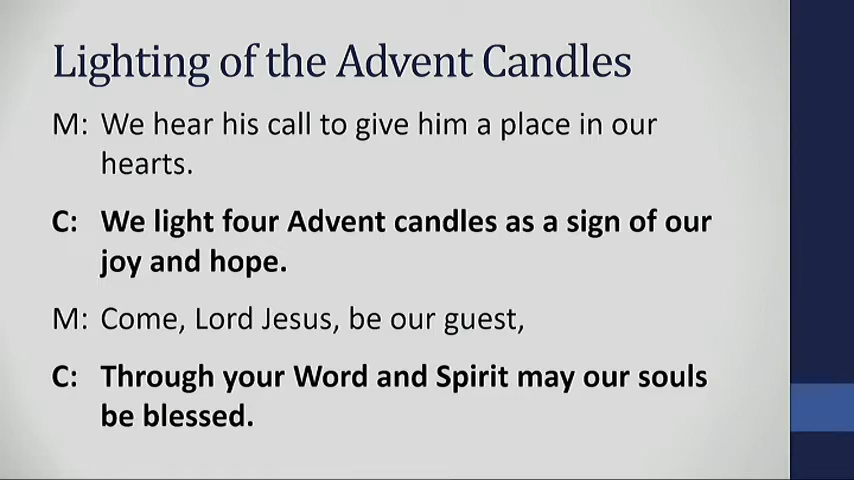 Lighting of the Advent Candles
M: We hear his call to give him a place in our
hearts.
C: We light four Advent candles as a sign of our
joy and hope.
M: Come, Lord Jesus, be our guest,
C: Through your Word and Spirit may our souls
be blessed.